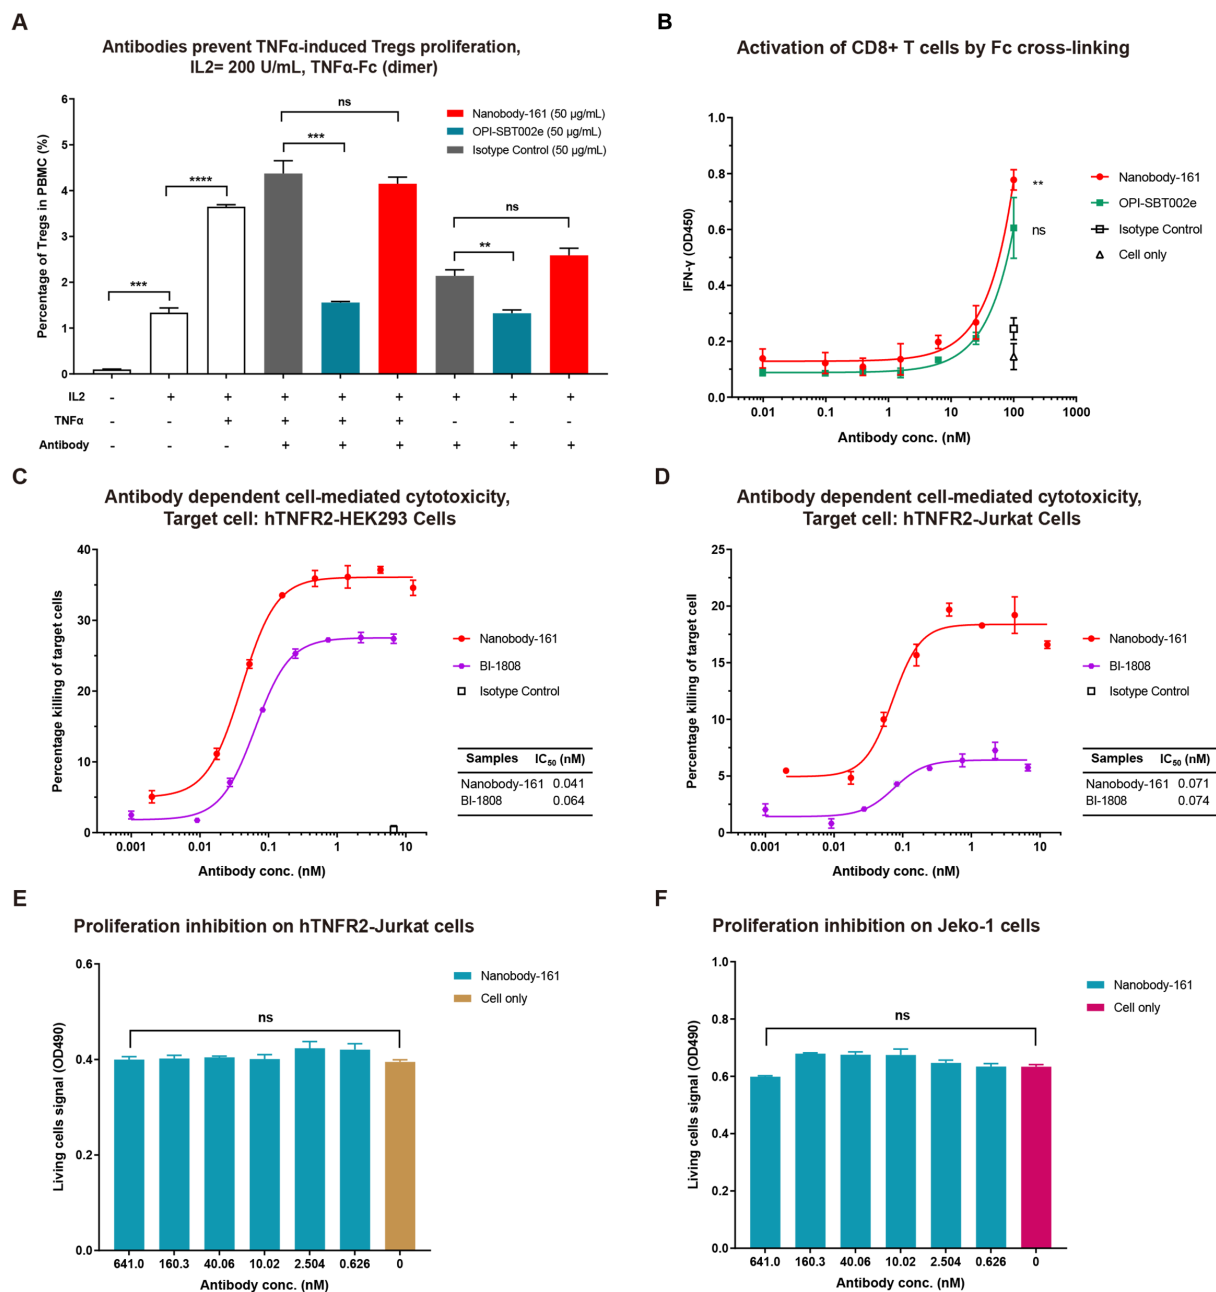 A
Antibodies prevent TNFα-induced Tregs proliferation,
IL2= 200 U/mL, TNFα-Fc (dimer)
Percentage of Tregs in PBMC (%)
6
5
4
3
2
1
0
***
****
***
ns
**
ns
Nanobody-161 (50 µg/mL)
OPI-SBT002e (50 µg/mL)
Isotype Control (50 µg/mL)
IL2 - + + + + + + + +
TNFα - - + + + + - - -
Antibody - - - + + + + + +
B
Activation of CD8+ T cells by Fc cross-linking
IFN-γ (OD450)
1.0
0.8
0.6
0.4
0.2
0.0
**
ns
Nanobody-161
OPI-SBT002e
Isotype Control
Cell only
0.01 0.1 1 10 100 1000
Antibody conc. (nM)
C
Antibody dependent cell-mediated cytotoxicity,
Target cell: hTNFR2-HEK293 Cells
Percentage killing of target cells
40
30
20
10
0
Nanobody-161
BI-1808
Isotype Control
Samples IC50 (nM)
Nanobody-161 0.041
BI-1808 0.064
0.001 0.01 0.1 1 10
Antibody conc. (nM)
D
Antibody dependent cell-mediated cytotoxicity,
Target cell: hTNFR2-Jurkat Cells
Percentage killing of target cell
25
20
15
10
5
0
Nanobody-161
BI-1808
Isotype Control
Samples IC50 (nM)
Nanobody-161 0.071
BI-1808 0.074
0.001 0.01 0.1 1 10
Antibody conc. (nM)
E
Proliferation inhibition on hTNFR2-Jurkat cells
Living cells signal (OD490)
0.6
0.4
0.2
0.0
ns
Nanobody-161
Cell only
641.0 160.3 40.06 10.02 2.504 0.626 0
Antibody conc. (nM)
F
Proliferation inhibition on Jeko-1 cells
Living cells signal (OD490)
1.0
0.8
0.6
0.4
0.2
0.0
ns
Nanobody-161
Cell only
641.0 160.3 40.06 10.02 2.504 0.626 0
Antibody conc. (nM)